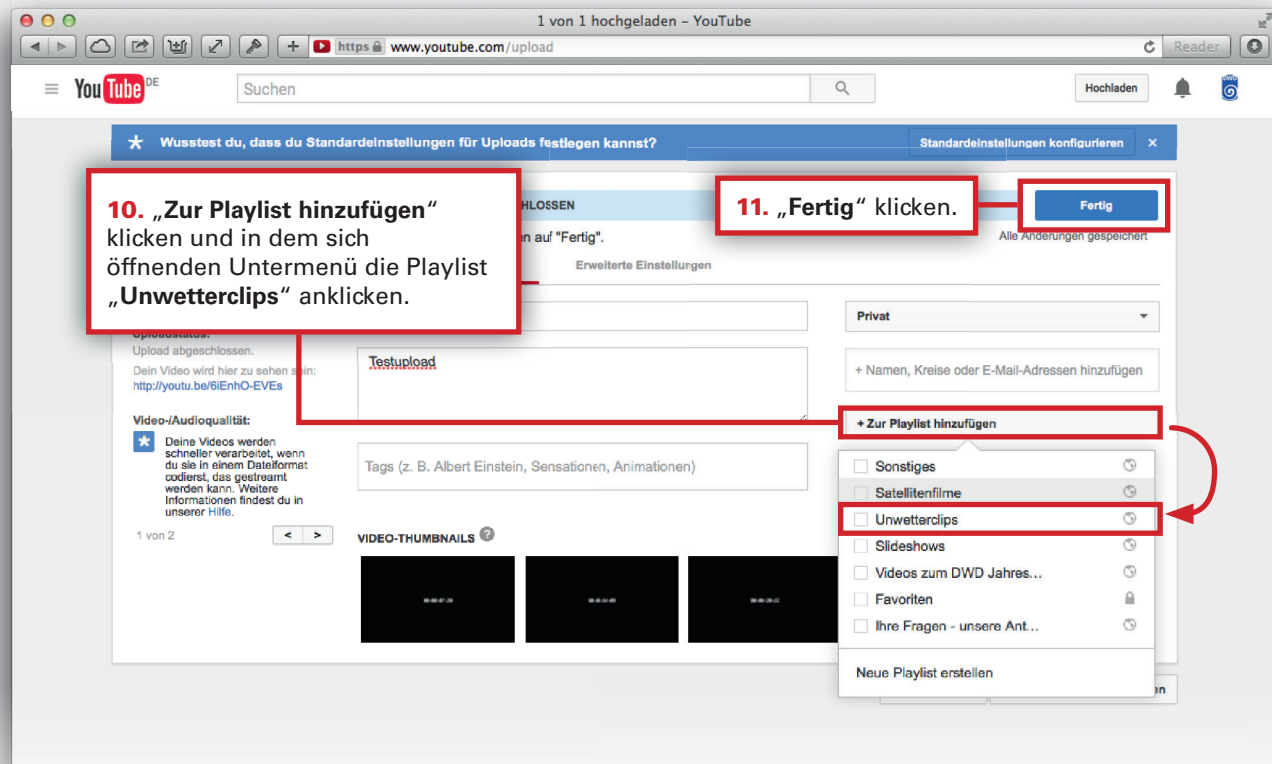 1 von 1 hochgeladen – YouTube
https www.youtube.com/upload
Reader
YouTube DE
Suchen
Hochladen
DWD
Wusstest du, dass du Standardeinstellungen für Uploads festlegen kannst?
Standardeinstellungen konfigurieren ×
10. „Zur Playlist hinzufügen“
klicken und in dem sich
öffnenden Untermenü die Playlist
„Unwetterclips“ anklicken.
11. „Fertig“ klicken.
Fertig
auf "Fertig".
Alle Änderungen gespeichert
Erweiterte Einstellungen
Uploadstatus:
Upload abgeschlossen.
Dein Video wird hier zu sehen sein:
http://youtu.be/6iEnhO-EVEs
Video-/Audioqualität:
Deine Videos werden
schneller verarbeitet, wenn
du sie in einem Dateiformat
codierst, das gestreamt
werden kann. Weitere
Informationen findest du in
unserer Hilfe.
1 von 2
< >
Testupload
Tags (z. B. Albert Einstein, Sensationen, Animationen)
VIDEO-THUMBNAILS ?
Privat
+ Namen, Kreise oder E-Mail-Adressen hinzufügen
+ Zur Playlist hinzufügen
Sonstiges
Satellitenfilme
Unwetterclips
Slideshows
Videos zum DWD Jahres...
Favoriten
Ihre Fragen - unsere Ant...
Neue Playlist erstellen